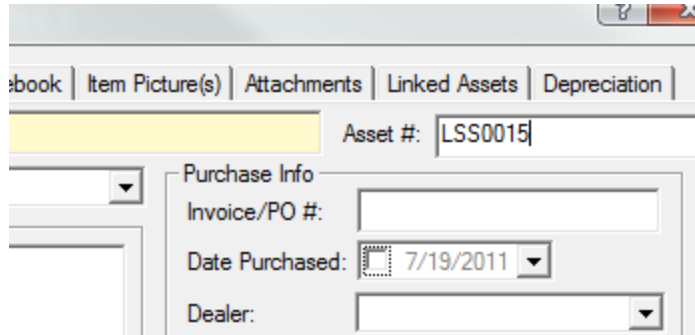 ebook Item Picture(s) Attachments Linked Assets Depreciation
Asset #: LSS0015
Purchase Info
Invoice/PO #:
Date Purchased: 7/19/2011
Dealer: